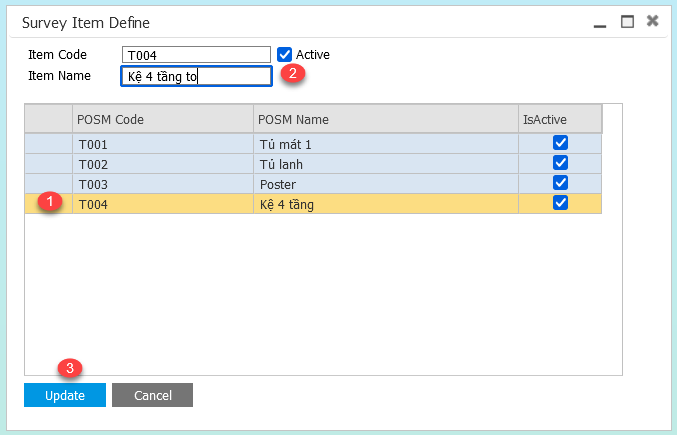 Survey Item Define
Item Code T004 Active
Item Name Kệ 4 tầng to 2
POSM Code POSM Name IsActive
T001 Tủ mát 1
T002 Tủ lanh
T003 Poster
1 T004 Kệ 4 tầng
3
Update Cancel